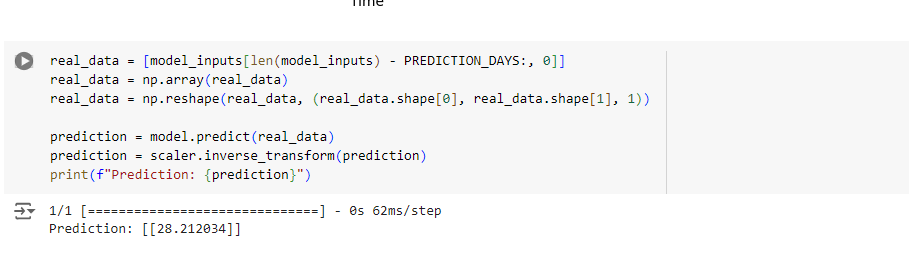 Time
real_data = [model_inputs[len(model_inputs) - PREDICTION_DAYS:, 0]]
real_data = np.array(real_data)
real_data = np.reshape(real_data, (real_data.shape[0], real_data.shape[1], 1))
prediction = model.predict(real_data)
prediction = scaler.inverse_transform(prediction)
print(f"Prediction: {prediction}")
1/1 [==============================] - 0s 62ms/step
Prediction: [[28.212034]]